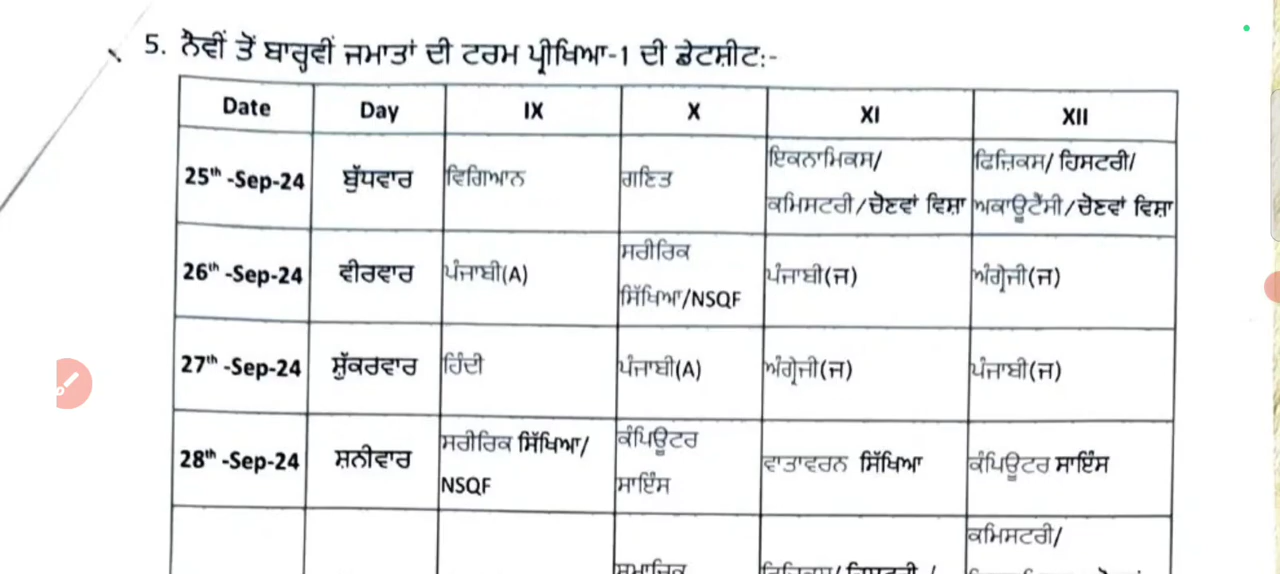 5. ਨੈਵੀਂ ਤੋਂ ਬਾਰ੍ਹਵੀਂ ਜਮਾਤਾਂ ਦੀ ਟਰਮ ਪ੍ਰੀਖਿਆ-1 ਦੀ ਡੇਟਸ਼ੀਟ:-
Date Day IX X XI XII
25th -Sep-24 ਬੁੱਧਵਾਰ ਵਿਗਿਆਨ ਗਣਿਤ ਇਕਨਾਮਿਕਸ/ ਫਿਜ਼ਿਕਸ/ ਹਿਸਟਰੀ/
ਕਮਿਸਟਰੀ/ਚੋਣਵਾਂ ਵਿਸ਼ਾ ਅਕਾਊਟੈਂਸੀ/ਚੋਣਵਾਂ ਵਿਸ਼ਾ
26th -Sep-24 ਵੀਰਵਾਰ ਪੰਜਾਬੀ(A) ਸਰੀਰਿਕ ਪੰਜਾਬੀ(ਜ) ਅੰਗ੍ਰੇਜੀ(ਜ)
ਸਿੱਖਿਆ/NSQF
27th -Sep-24 ਸ਼ੁੱਕਰਵਾਰ ਹਿੰਦੀ ਪੰਜਾਬੀ(A) ਅੰਗ੍ਰੇਜੀ(ਜ) ਪੰਜਾਬੀ(ਜ)
28th -Sep-24 ਸ਼ਨੀਵਾਰ ਸਰੀਰਿਕ ਸਿੱਖਿਆ/ ਕੰਪਿਊਟਰ ਵਾਤਾਵਰਨ ਸਿੱਖਿਆ ਕੰਪਿਊਟਰ ਸਾਇੰਸ
NSQF ਸਾਇੰਸ
ਕਮਿਸਟਰੀ/